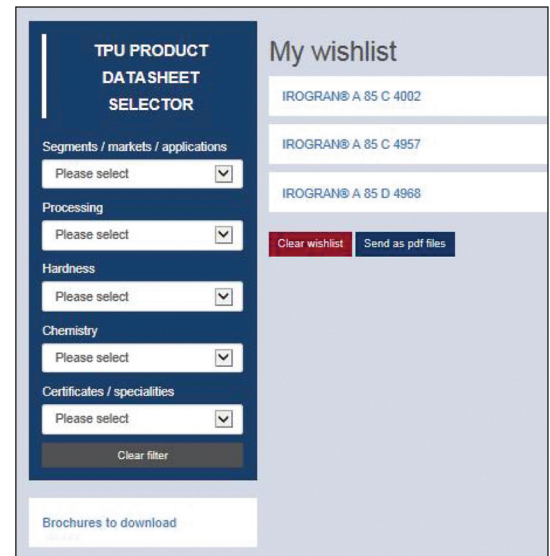 TPU PRODUCT
DATASHEET
SELECTOR
Segments / markets / applications
Please select
Processing
Please select
Hardness
Please select
Chemistry
Please select
Certificates / specialities
Please select
Clear filter
Brochures to download
My wishlist
IROGRAN® A 85 C 4002
IROGRAN® A 85 C 4957
IROGRAN® A 85 D 4968
Clear wishlist
Send as pdf files